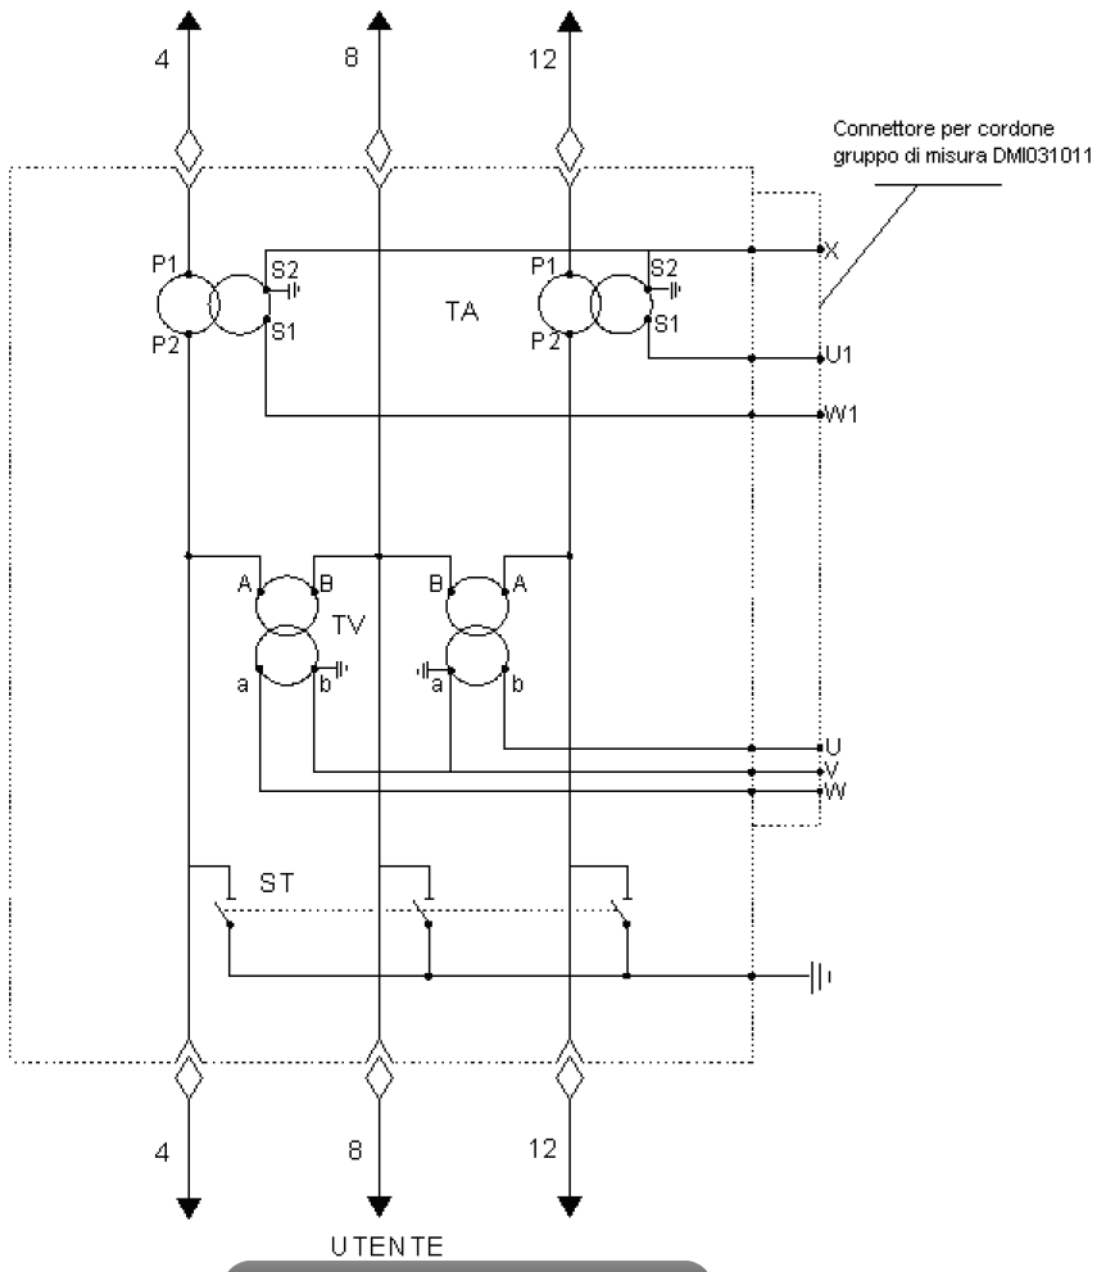 4
8
12
Connettore per cordone
gruppo di misura DMI031011
P1
S2
P1
S2
X
TA
S1
S1
P2
P2
U1
W1
A
B
B
A
TV
a
b
a
b
U
V
W
ST
4
8
12
UTENTE